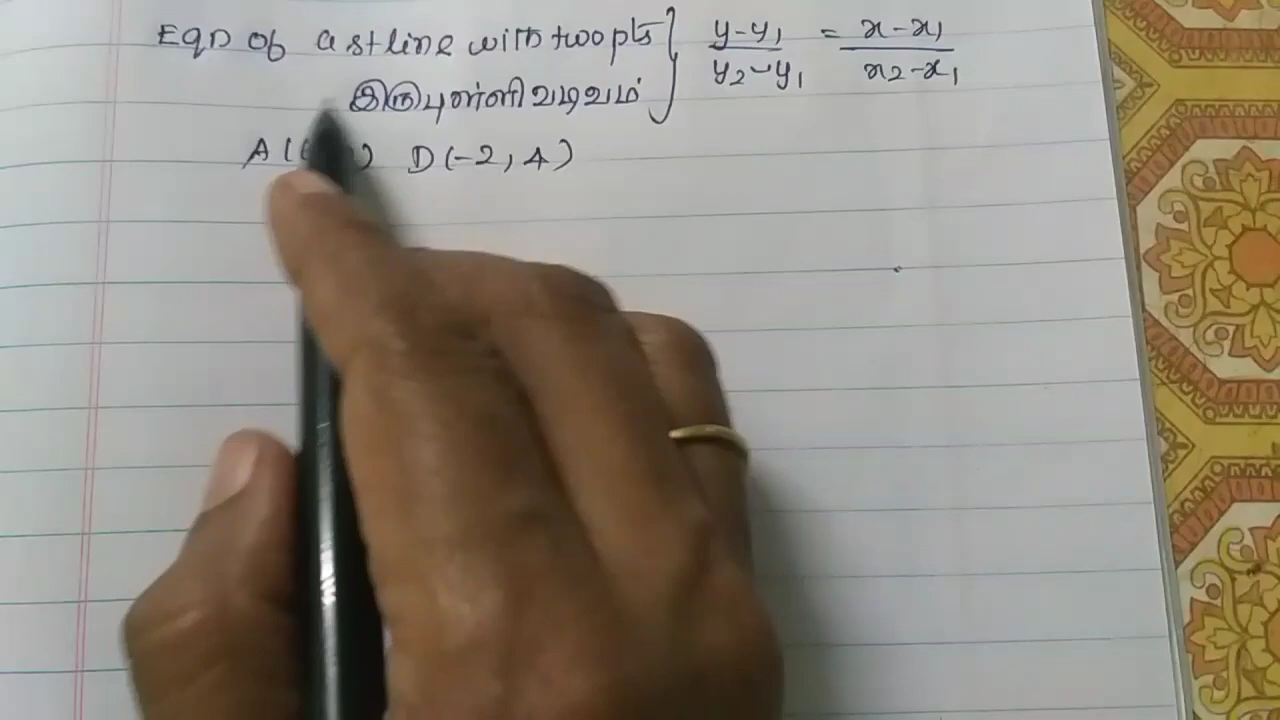 Eqn of a st line with two pts } y-y₁ / y₂-y₁ = x-x₁ / x₂-x₁
இருபுள்ளி வடிவம்
A( ) D(-2, 4)